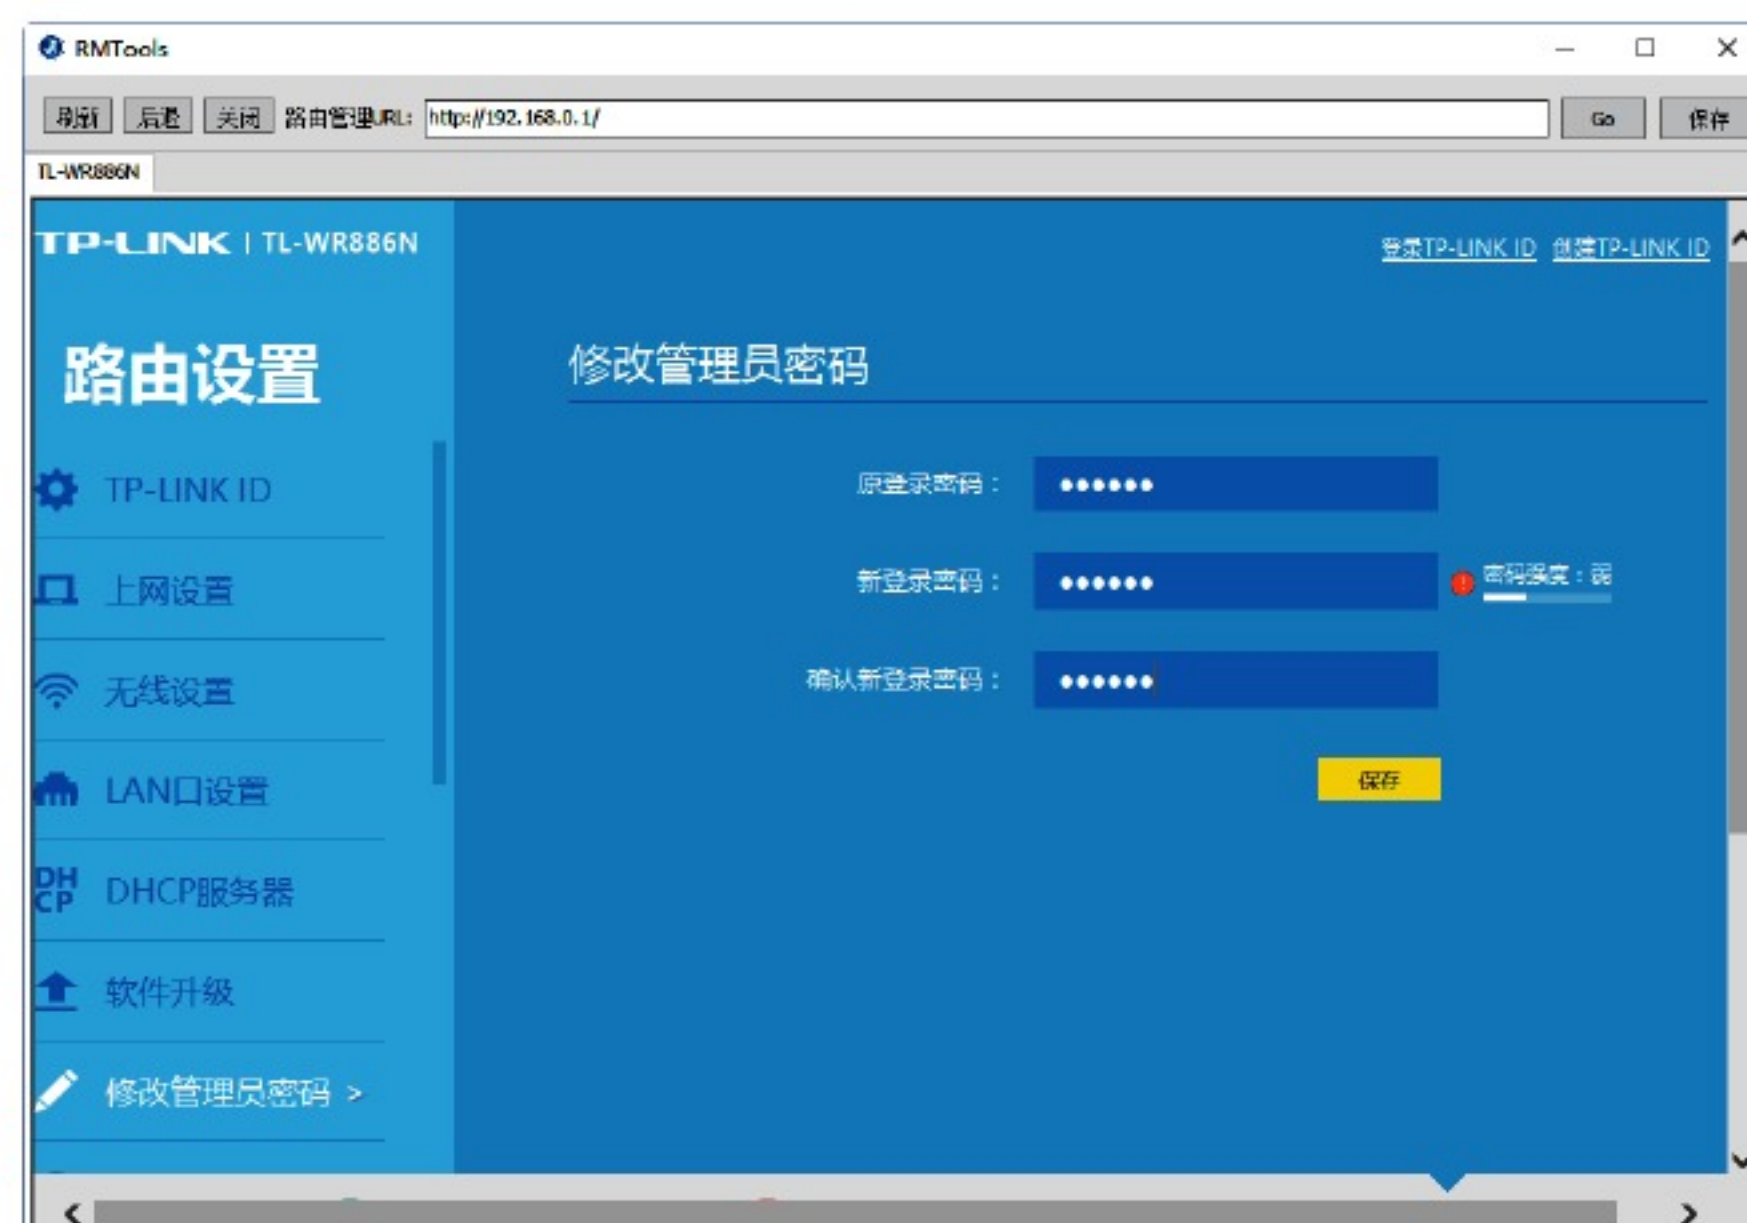 RMTools
刷新 后退 关闭 路由管理URL: http://192.168.0.1/ Go 保存
TL-WR886N
TP-LINK | TL-WR886N
登录TP-LINK ID 创建TP-LINK ID
路由设置
修改管理员密码
TP-LINK ID
原登录密码：
上网设置
新登录密码：
密码强度：弱
无线设置
确认新登录密码：
LAN口设置
保存
DHCP
DHCP服务器
软件升级
修改管理员密码 >